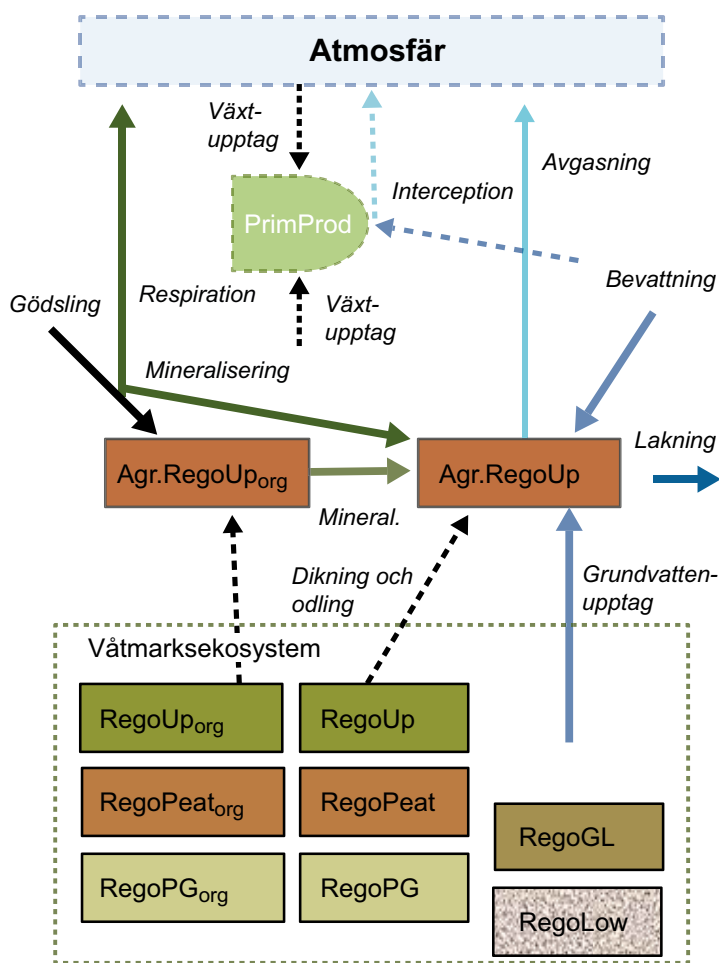 Atmosfär
Växt-
upptag
Avgasning
Interception
PrimProd
Bevattning
Respiration
Gödsling
Växt-
upptag
Mineralisering
Lakning
Agr.RegoUporg
Agr.RegoUp
Mineral.
Dikning och
odling
Grundvatten-
upptag
Våtmarksekosystem
RegoUporg
RegoUp
RegoPeatorg
RegoPeat
RegoGL
RegoPGorg
RegoPG
RegoLow